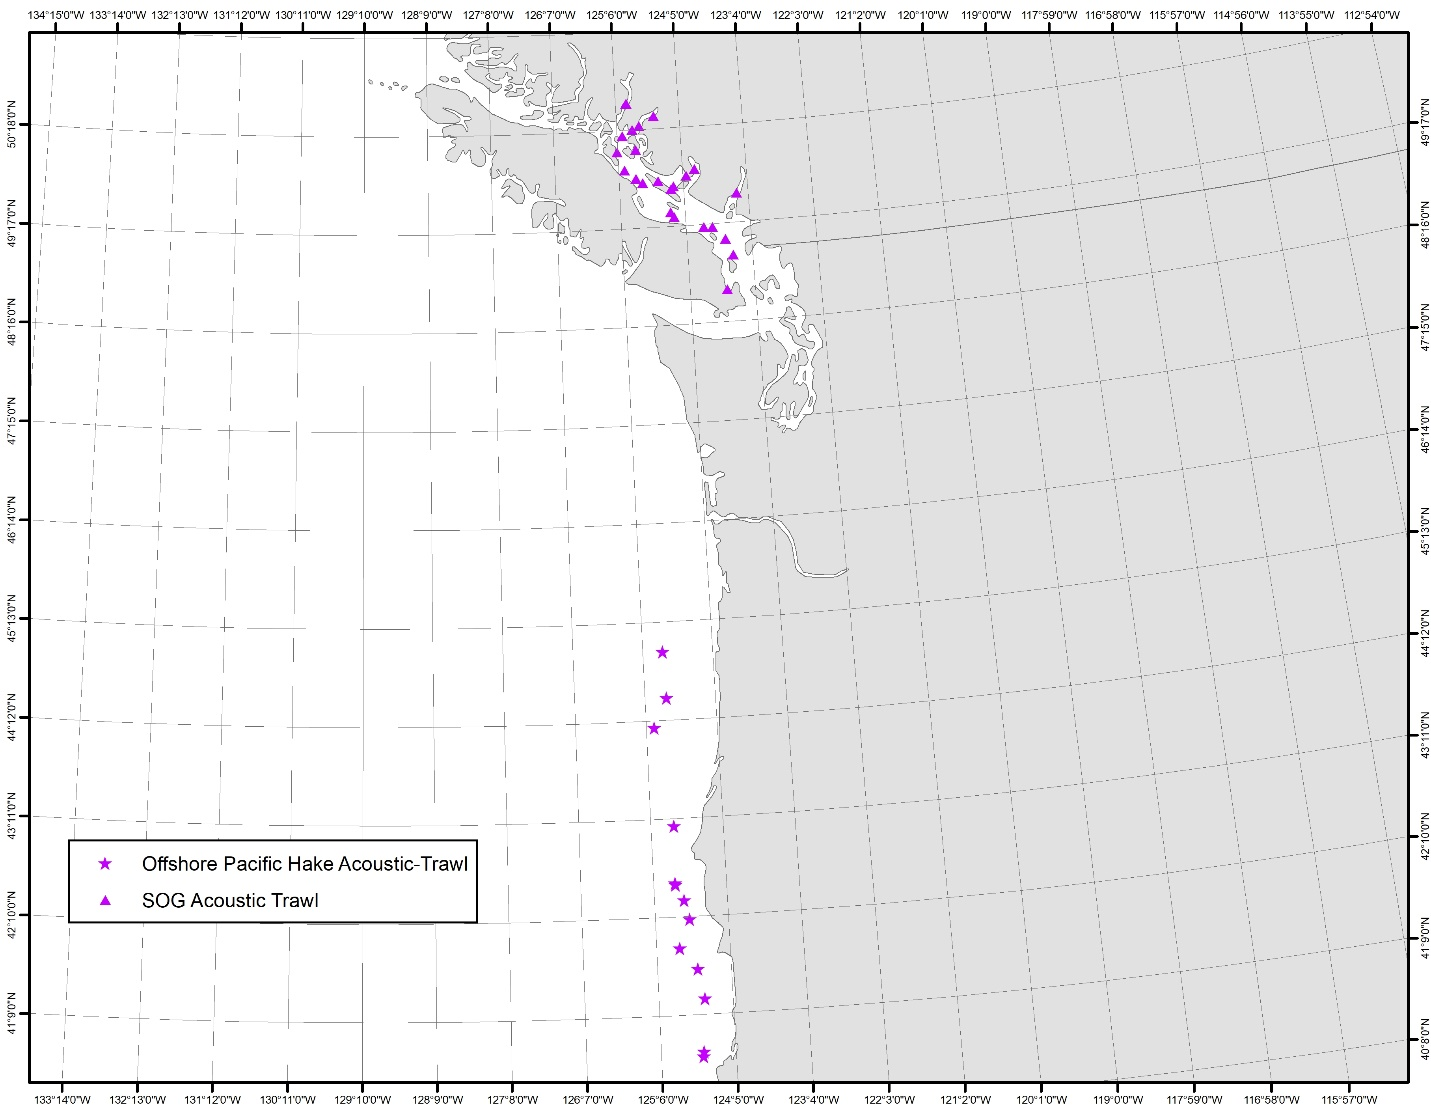 134°15'0"W 133°14'0"W 132°13'0"W 131°12'0"W 130°11'0"W 129°10'0"W 128°9'0"W 127°8'0"W 126°7'0"W 125°6'0"W 124°5'0"W 123°4'0"W 122°3'0"W 121°2'0"W 120°1'0"W 119°0'0"W 117°59'0"W 116°58'0"W 115°57'0"W 114°56'0"W 113°55'0"W 112°54'0"W
50°18'0"N
49°17'0"N
48°16'0"N
47°15'0"N
46°14'0"N
45°13'0"N
44°12'0"N
43°11'0"N
42°10'0"N
41°9'0"N
49°17'0"N
48°16'0"N
47°15'0"N
46°14'0"N
45°13'0"N
44°12'0"N
43°11'0"N
42°10'0"N
41°9'0"N
40°8'0"N
Offshore Pacific Hake Acoustic-Trawl
SOG Acoustic Trawl
133°14'0"W 132°13'0"W 131°12'0"W 130°11'0"W 129°10'0"W 128°9'0"W 127°8'0"W 126°7'0"W 125°6'0"W 124°5'0"W 123°4'0"W 122°3'0"W 121°2'0"W 120°1'0"W 119°0'0"W 117°59'0"W 116°58'0"W 115°57'0"W